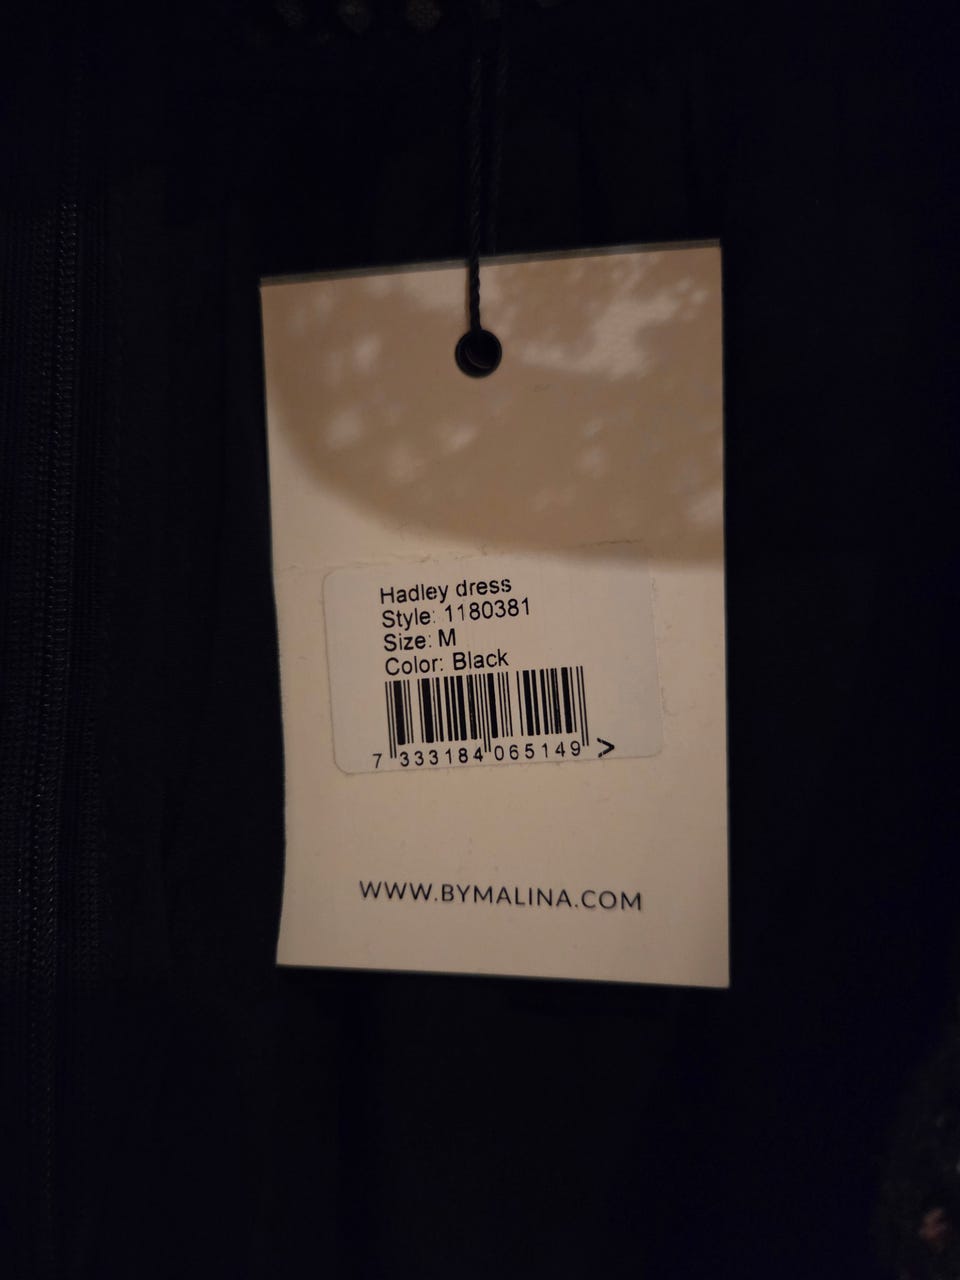 Hadley dress
Style: 1180381
Size: M
Color: Black
7 333184 065149 >
WWW.BYMALINA.COM